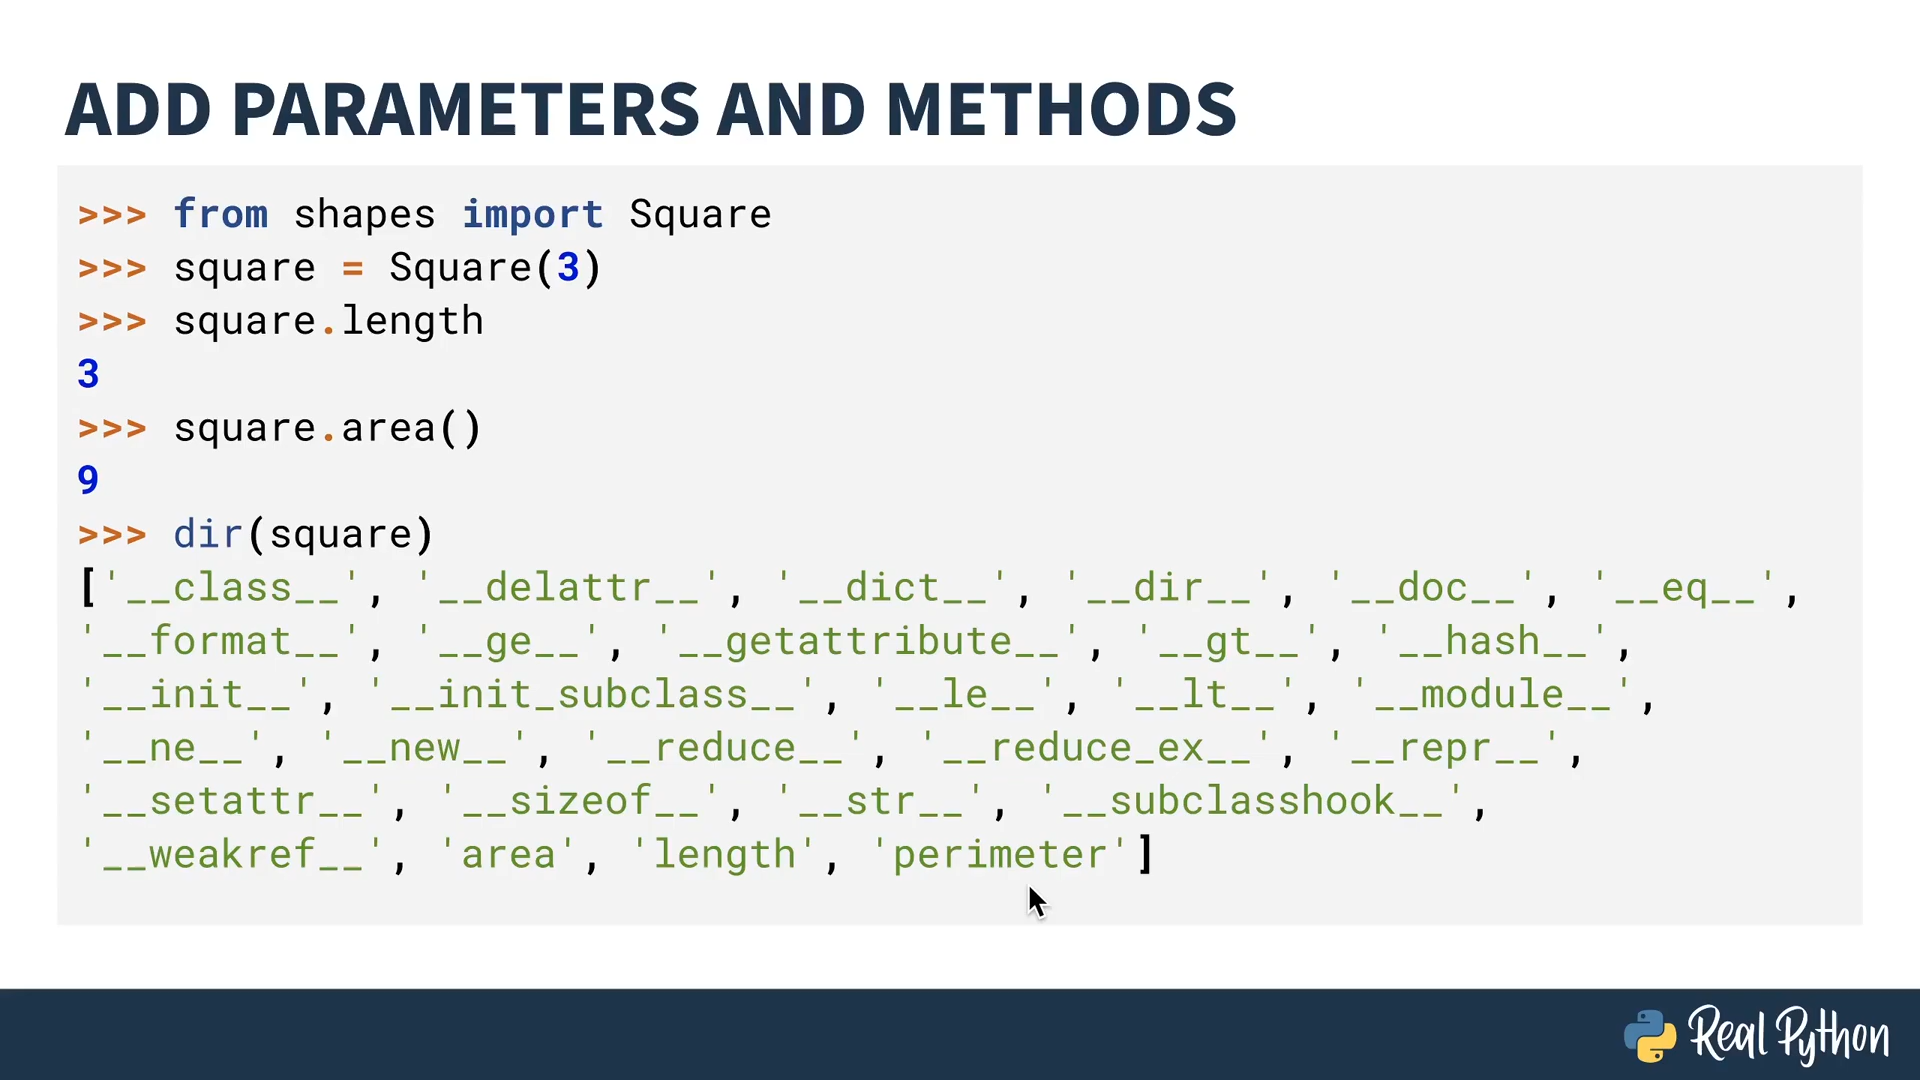 ADD PARAMETERS AND METHODS
>>> from shapes import Square
>>> square = Square(3)
>>> square.length
3
>>> square.area()
9
>>> dir(square)
['__class__', '__delattr__', '__dict__', '__dir__', '__doc__', '__eq__',
'__format__', '__ge__', '__getattribute__', '__gt__', '__hash__',
'__init__', '__init_subclass__', '__le__', '__lt__', '__module__',
'__ne__', '__new__', '__reduce__', '__reduce_ex__', '__repr__',
'__setattr__', '__sizeof__', '__str__', '__subclasshook__',
'__weakref__', 'area', 'length', 'perimeter']
Real Python